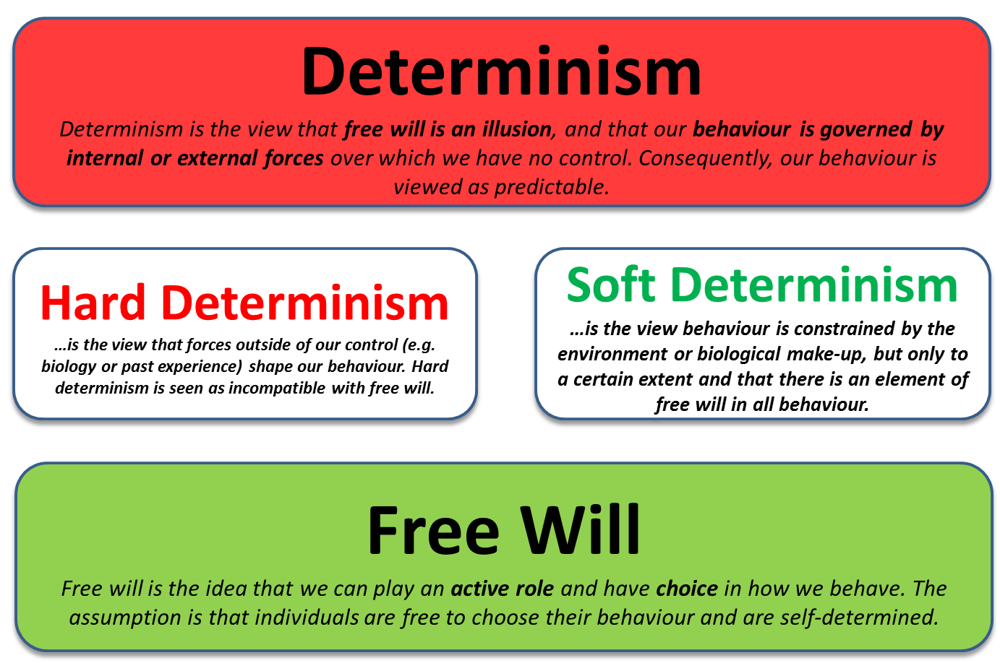 Determinism
Determinism is the view that free will is an illusion, and that our behaviour is governed by
internal or external forces over which we have no control. Consequently, our behaviour is
viewed as predictable.
Hard Determinism
…is the view that forces outside of our control (e.g.
biology or past experience) shape our behaviour. Hard
determinism is seen as incompatible with free will.
Soft Determinism
…is the view behaviour is constrained by the
environment or biological make-up, but only to
a certain extent and that there is an element of
free will in all behaviour.
Free Will
Free will is the idea that we can play an active role and have choice in how we behave. The
assumption is that individuals are free to choose their behaviour and are self-determined.